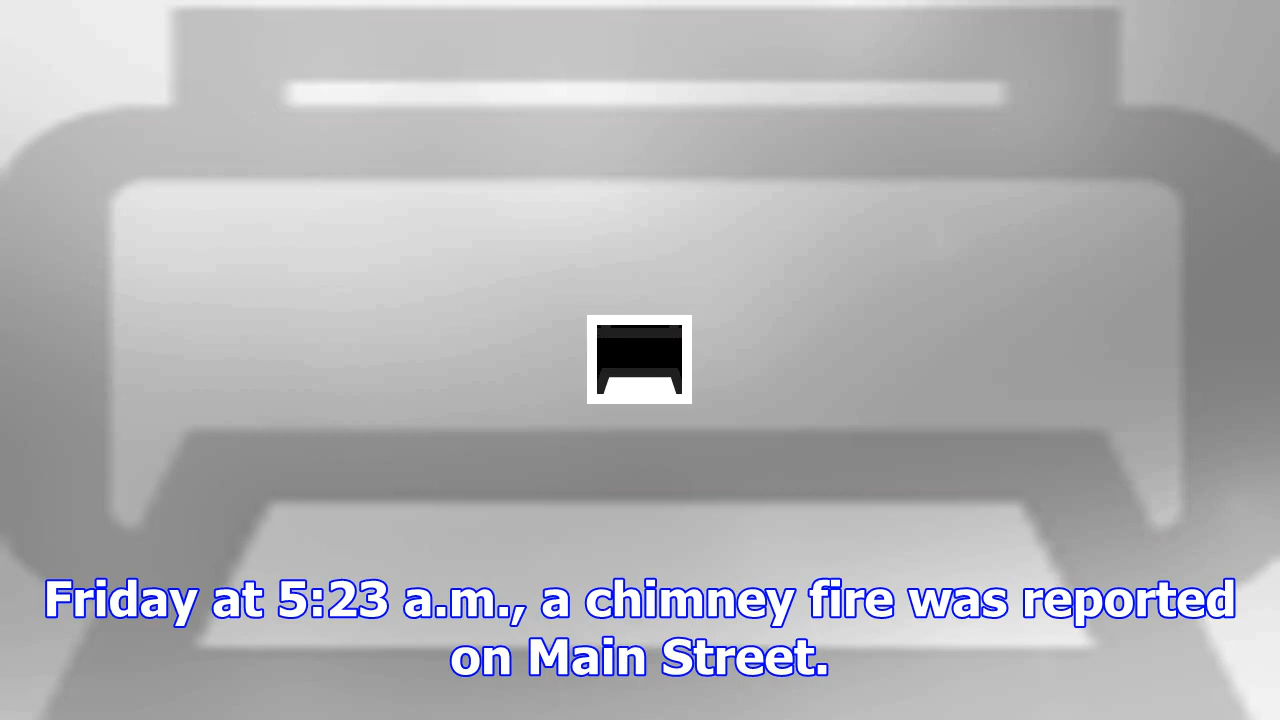 Friday at 5:23 a.m., a chimney fire was reported
on Main Street.